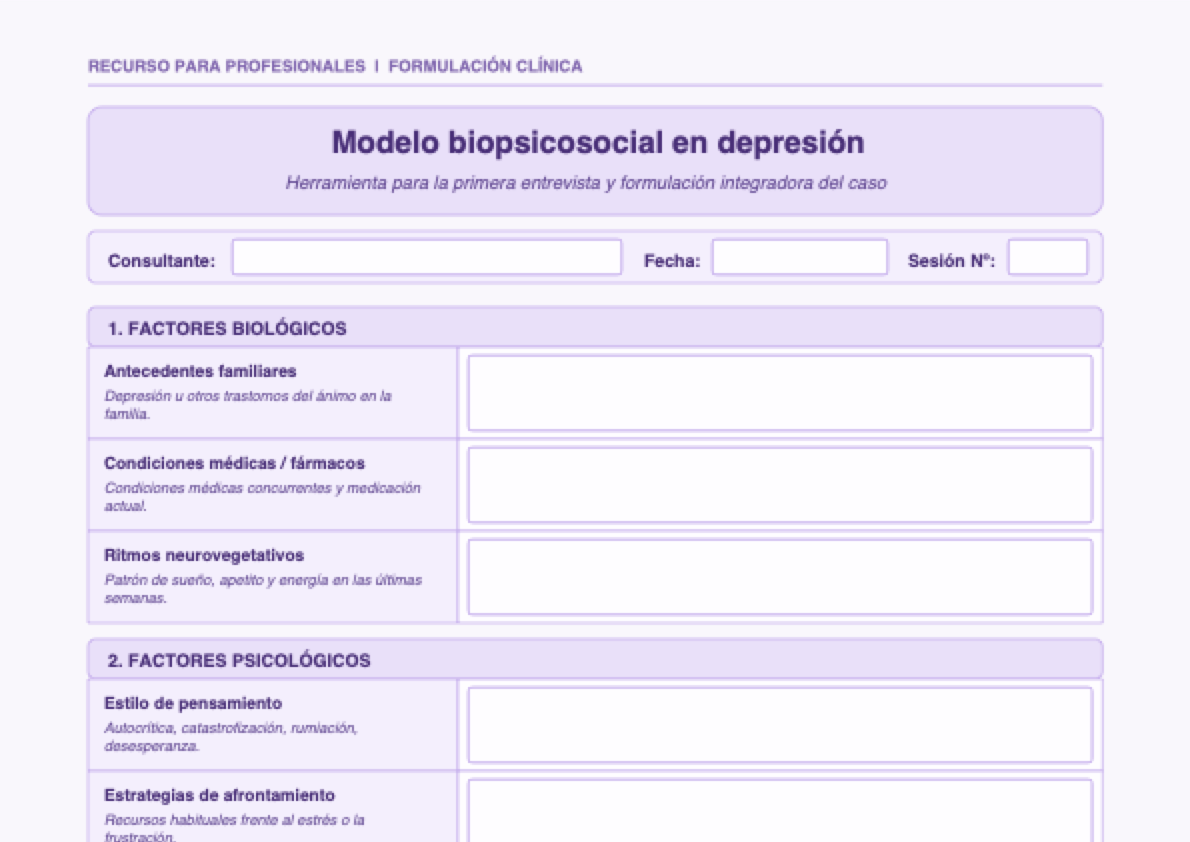 RECURSO PARA PROFESIONALES | FORMULACIÓN CLÍNICA
Modelo biopsicosocial en depresión
Herramienta para la primera entrevista y formulación integradora del caso
Consultante: Fecha: Sesión N°:
1. FACTORES BIOLÓGICOS
Antecedentes familiares
Depresión u otros trastornos del ánimo en la
familia.
Condiciones médicas / fármacos
Condiciones médicas concurrentes y medicación
actual.
Ritmos neurovegetativos
Patrón de sueño, apetito y energía en las últimas
semanas.
2. FACTORES PSICOLÓGICOS
Estilo de pensamiento
Autocrítica, catastrofización, rumiación,
desesperanza.
Estrategias de afrontamiento
Recursos habituales frente al estrés o la
frustración.